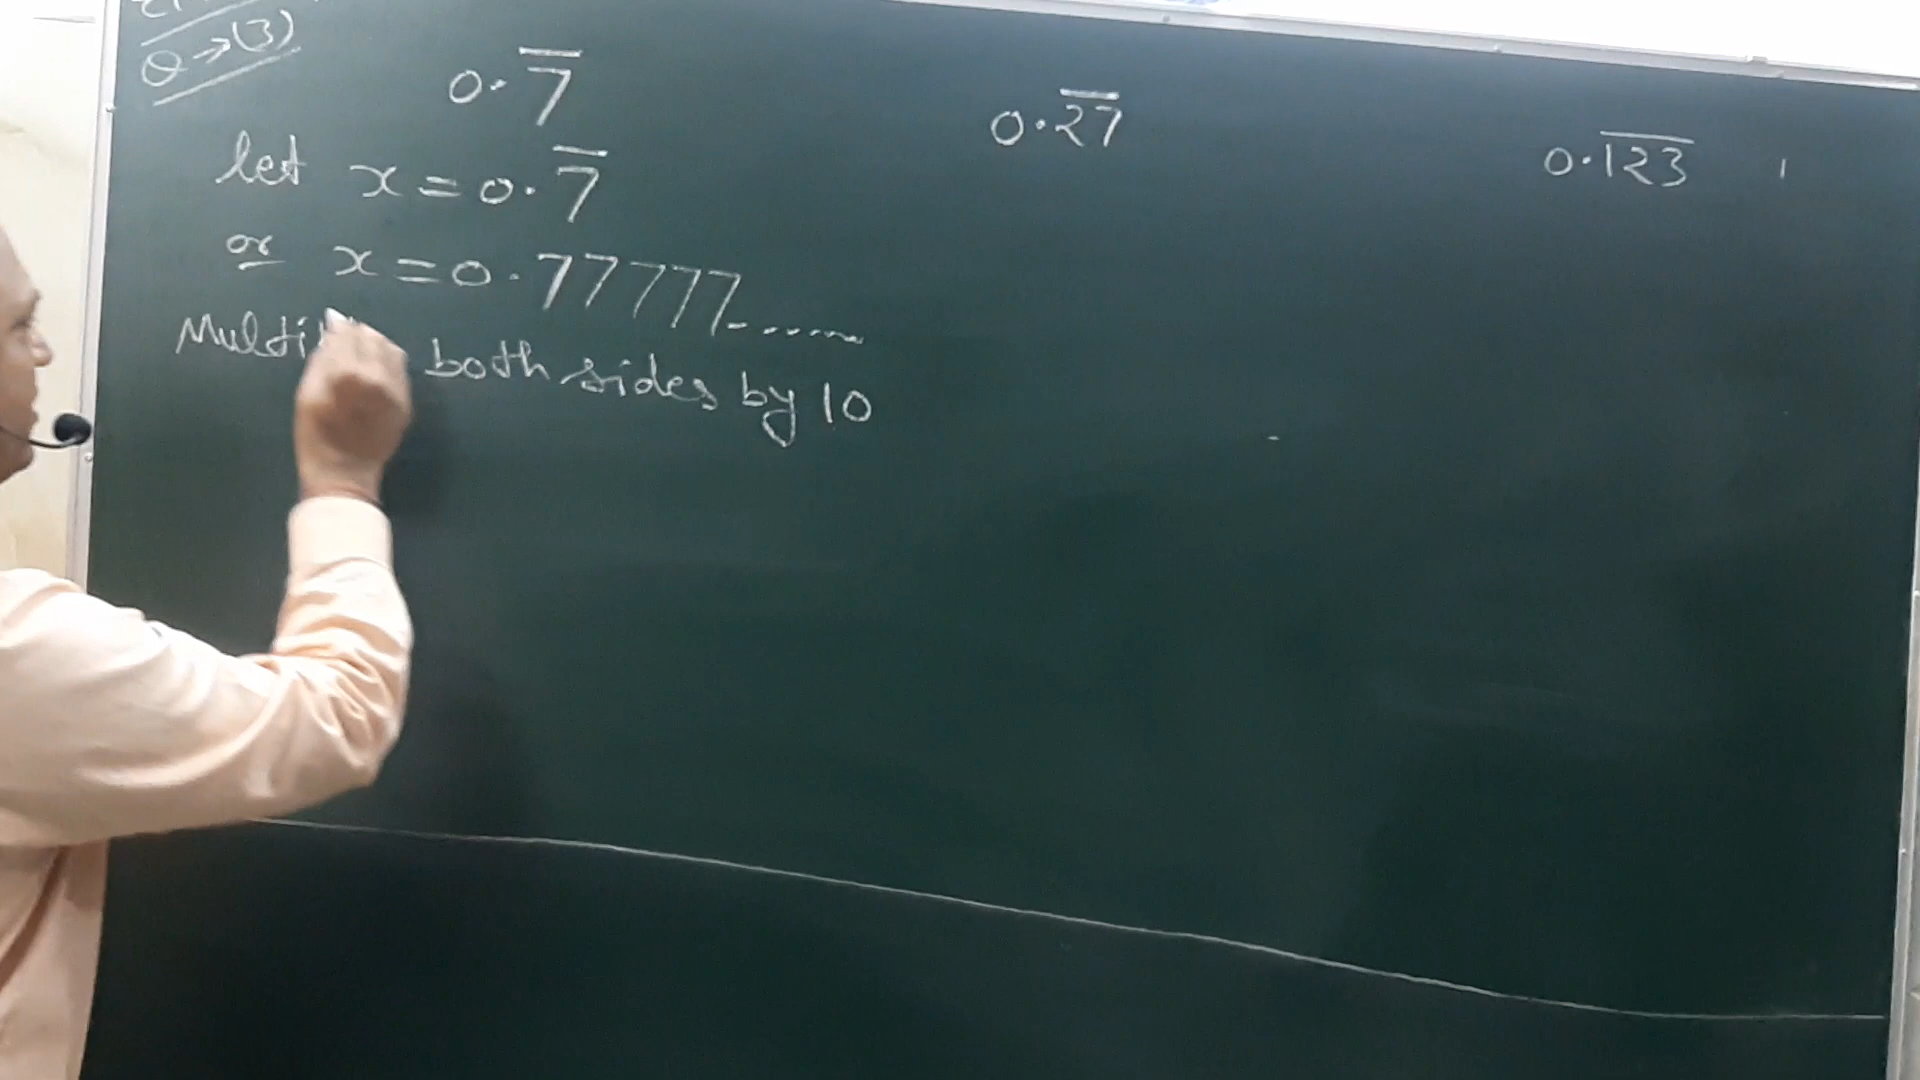 Q→(3)
0.7̅
let x=0.7̅
or x=0.77777.......
both sides by 10
0.2̅7̅
0.1̅2̅3̅